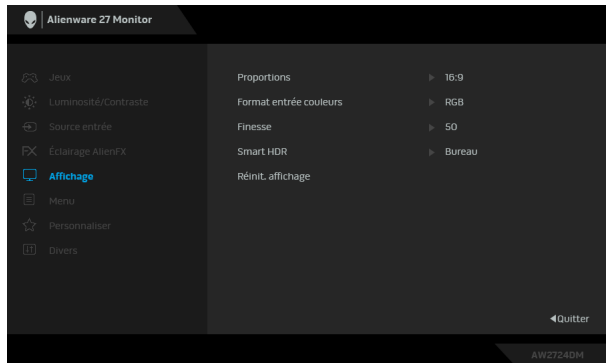 Alienware 27 Monitor
Jeux
Luminosité/Contraste
Source entrée
FX Éclairage AlienFX
Affichage
Menu
Personnaliser
Divers
Proportions 16:9
Format entrée couleurs RGB
Finesse 50
Smart HDR Bureau
Réinit. affichage
Quitter
AW2724DM